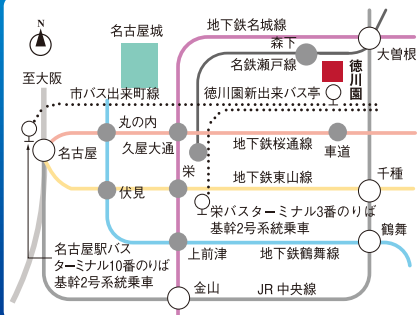 N
名古屋城
地下鉄名城線
森下
大曽根
名鉄瀬戸線
徳川園
至大阪
市バス出来町線
徳川園新出来バス亭
丸の内
久屋大通
地下鉄桜通線
車道
名古屋
栄
地下鉄東山線
千種
伏見
栄バスターミナル3番のりば
基幹2号系統乗車
鶴舞
名古屋駅バス
ターミナル10番のりば
基幹2号系統乗車
上前津
地下鉄鶴舞線
金山
JR 中央線